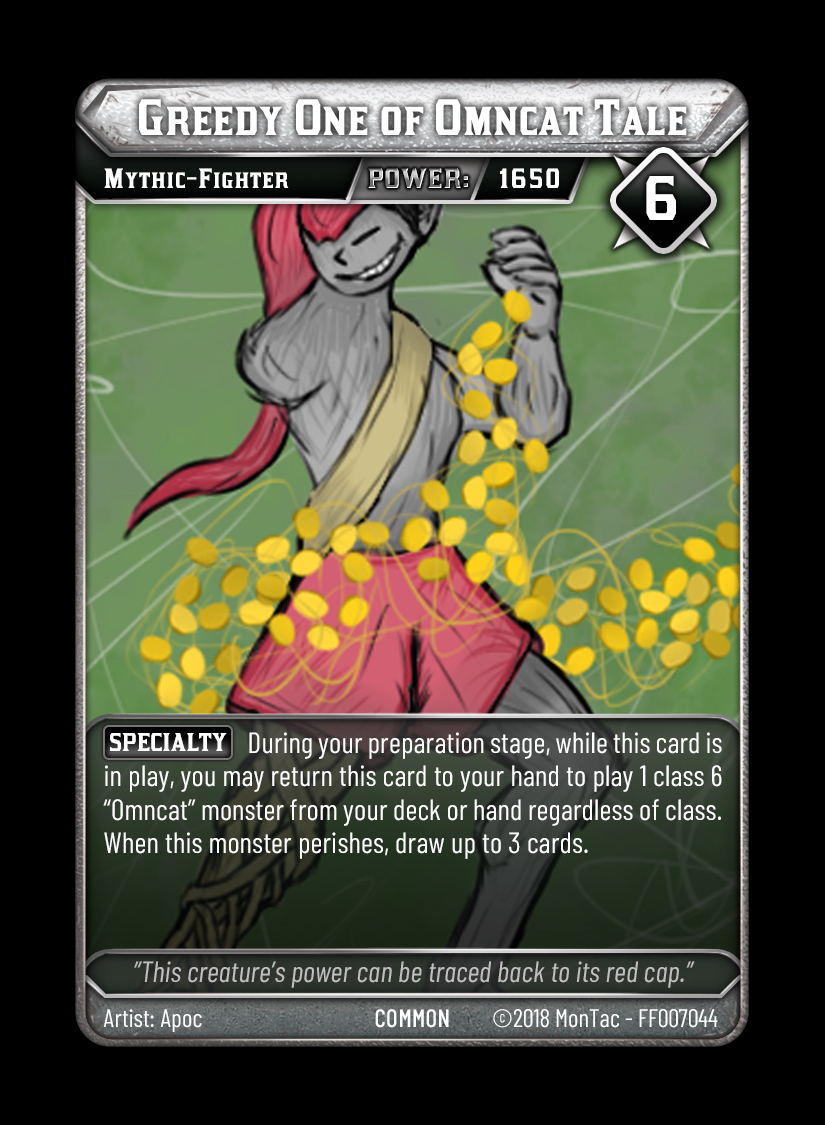 Greedy One of Omncat Tale
Mythic-Fighter POWER: 1650
6
SPECIALTY During your preparation stage, while this card is
in play, you may return this card to your hand to play 1 class 6
“Omncat” monster from your deck or hand regardless of class.
When this monster perishes, draw up to 3 cards.
“This creature’s power can be traced back to its red cap.”
Artist: Apoc COMMON ©2018 MonTac - FF007044